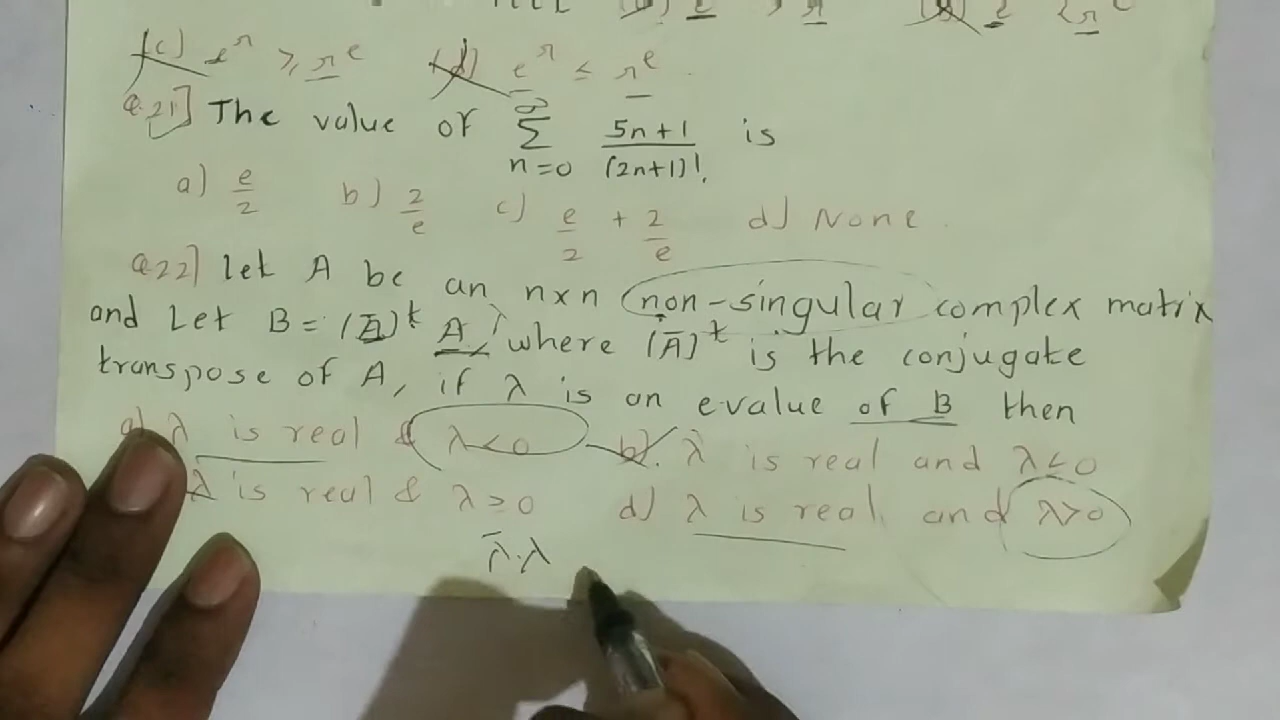 (c) e^π ≥ π^e (d) e^π ≤ π^e
Q.21] The value of ∞Σn=0 5n+1/(2n+1)! is
a) e/2 b) 2/e c) e/2 + 2/e d) None
Q.22] Let A be an n×n (non-singular complex matrix
and Let B = (Ā)^t A, where (Ā)^t is the conjugate
transpose of A, if λ is an evalue of B then
a) λ is real & λ<0 b). λ is real and λ<0
λ is real & λ≥0 d) λ is real and λ>0
λ̄.λ